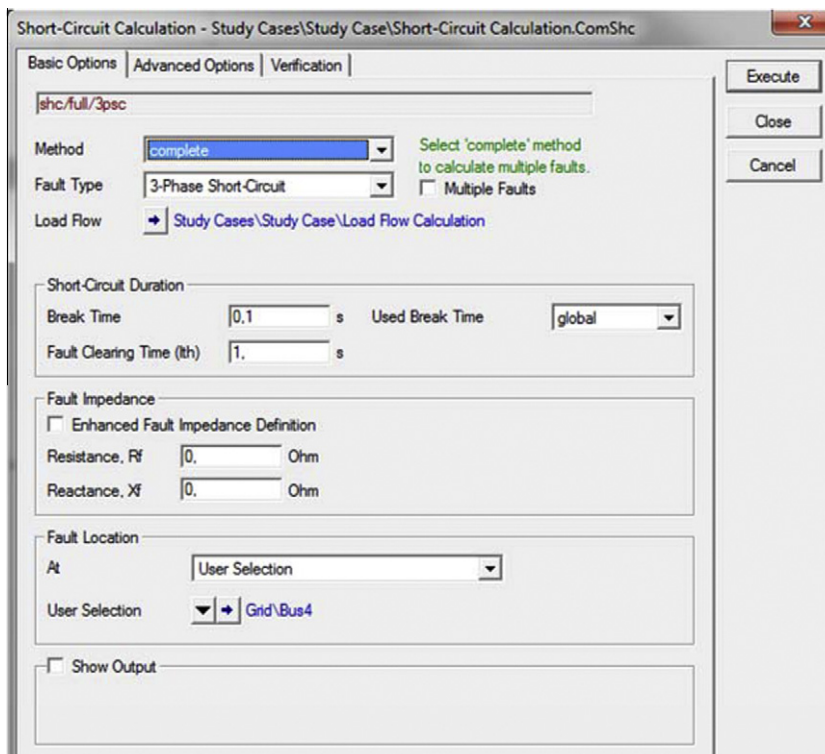 Short-Circuit Calculation - Study Cases\Study Case\Short-Circuit Calculation.ComShc
Basic Options
Advanced Options
Verification
Execute
Close
Cancel
shc/full/3psc
Method
complete
Select 'complete' method
to calculate multiple faults.
Fault Type
3-Phase Short-Circuit
Multiple Faults
Load Flow
Study Cases\Study Case\Load Flow Calculation
Short-Circuit Duration
Break Time
0,1
s
Used Break Time
global
Fault Clearing Time (Ith)
1,
s
Fault Impedance
Enhanced Fault Impedance Definition
Resistance, Rf
0,
Ohm
Reactance, Xf
0,
Ohm
Fault Location
At
User Selection
User Selection
Grid\Bus4
Show Output